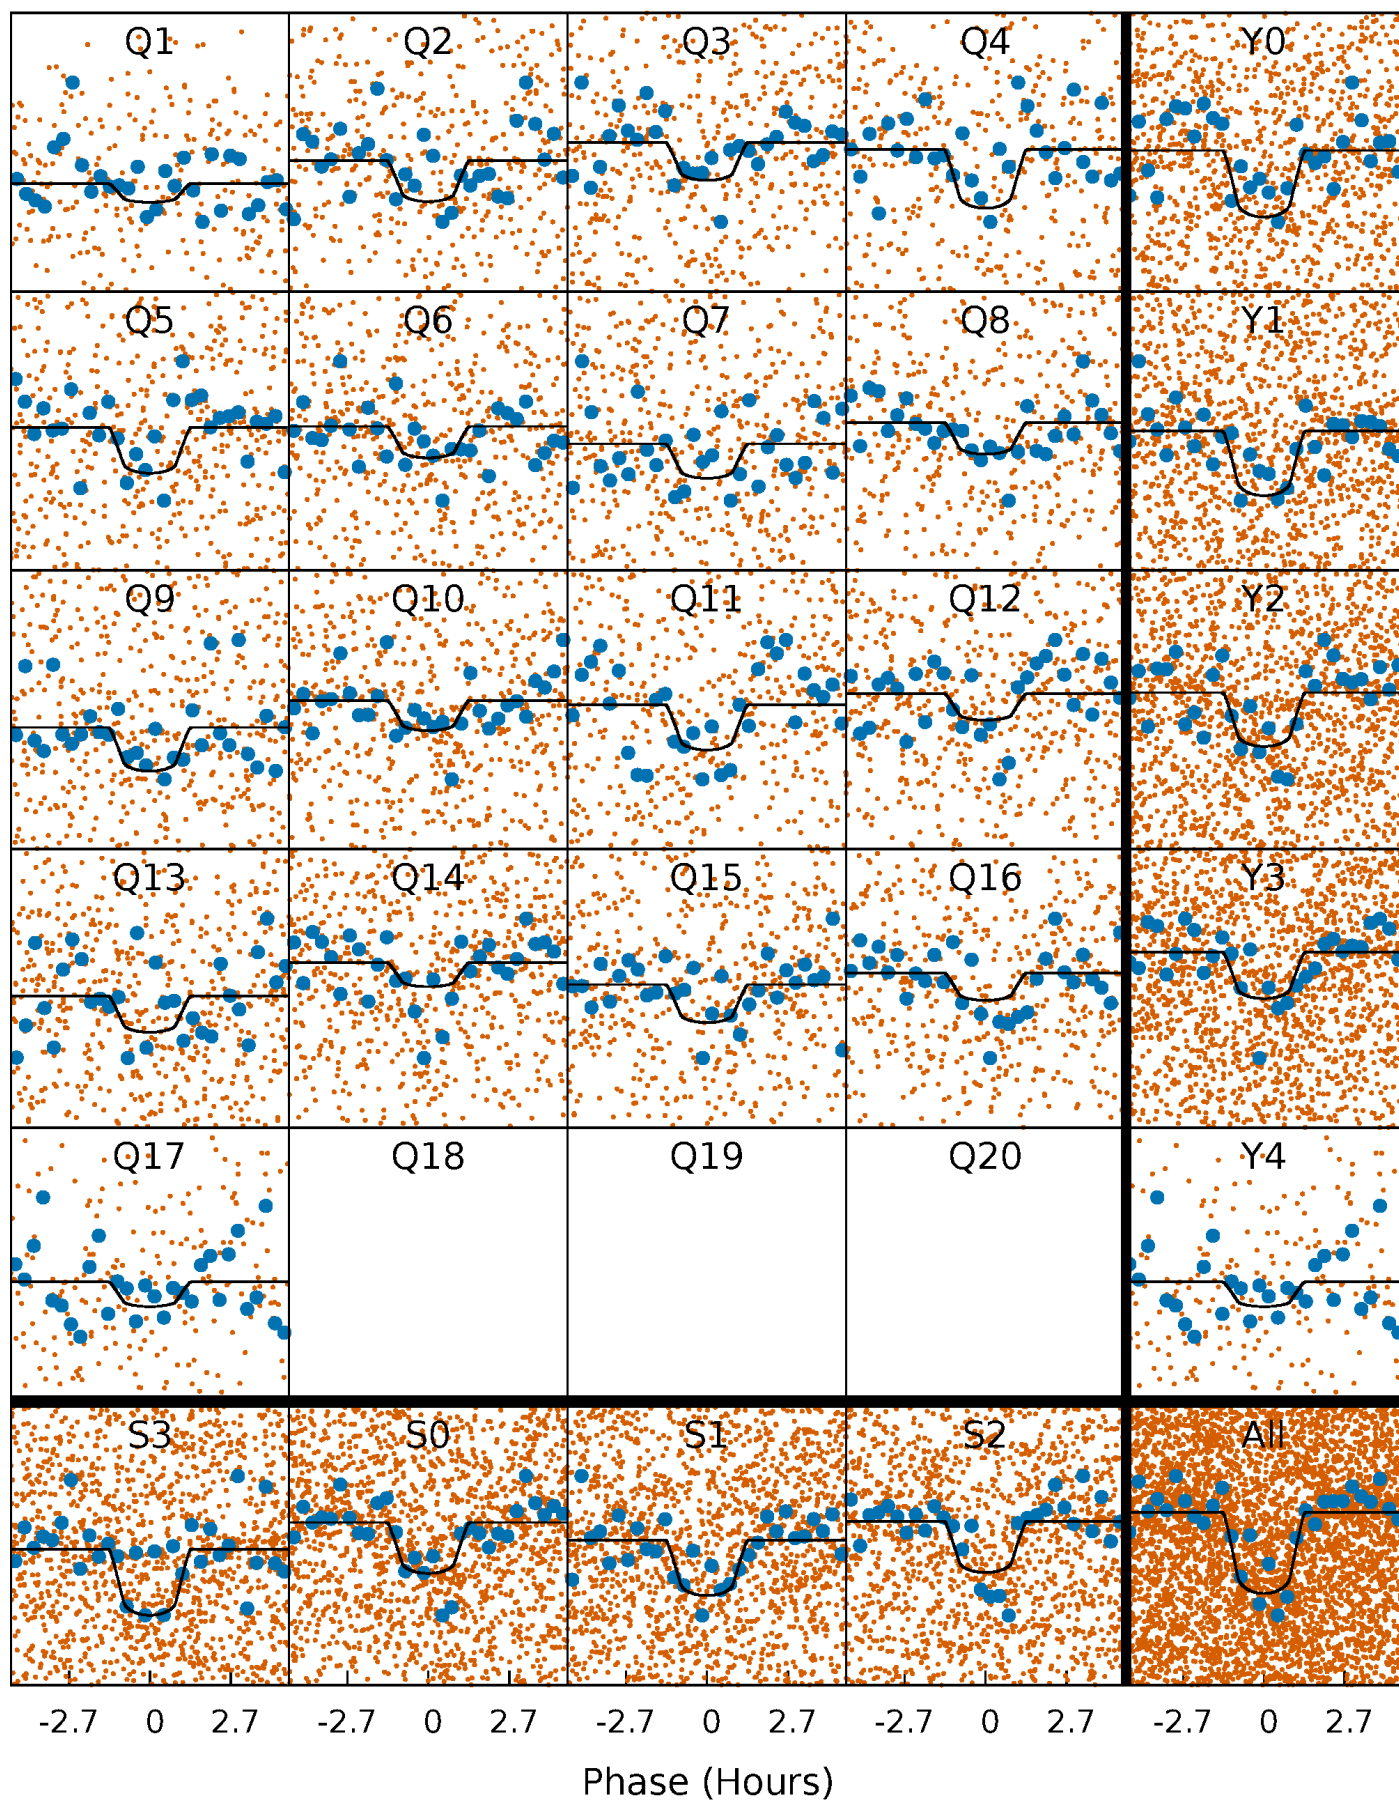 Q1 Q2 Q3 Q4 Y0
Q5 Q6 Q7 Q8 Y1
Q9 Q10 Q11 Q12 Y2
Q13 Q14 Q15 Q16 Y3
Q17 Q18 Q19 Q20 Y4
S3 S0 S1 S2 All
-2.7 0 2.7 -2.7 0 2.7 -2.7 0 2.7 -2.7 0 2.7 -2.7 0 2.7
Phase (Hours)